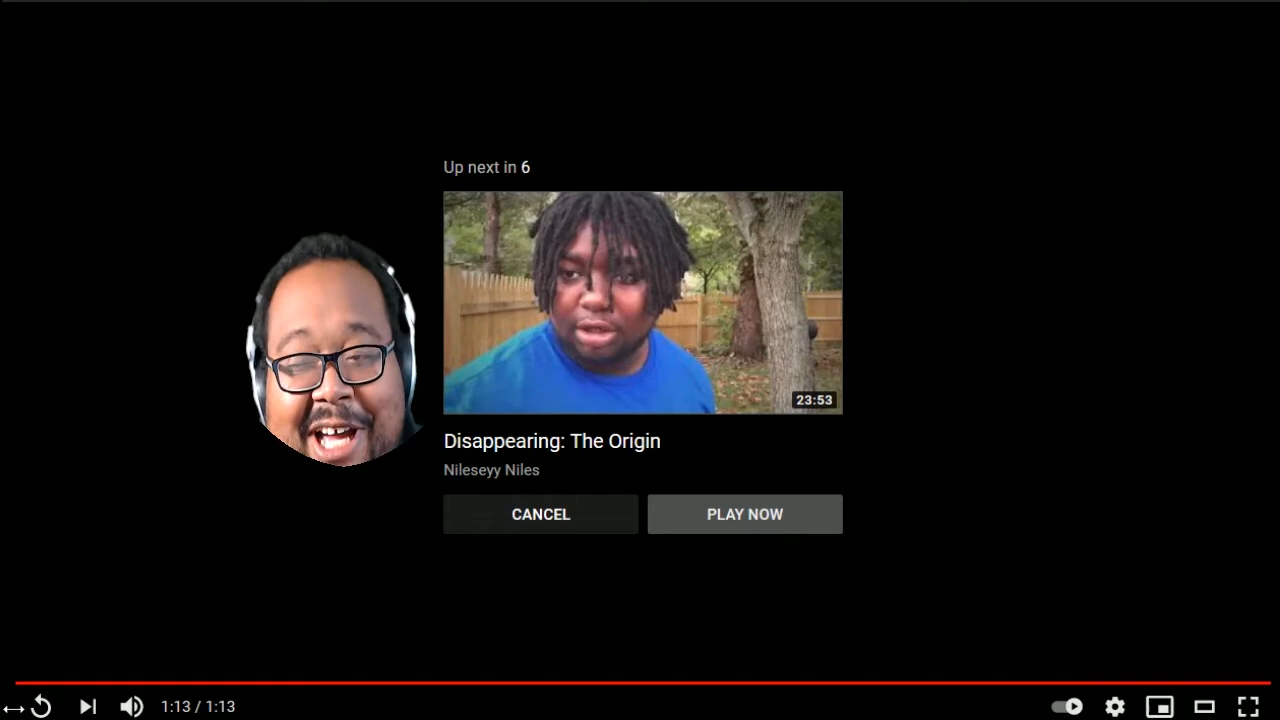 Up next in 6
23:53
Disappearing: The Origin
Nileseyy Niles
CANCEL
PLAY NOW
1:13 / 1:13